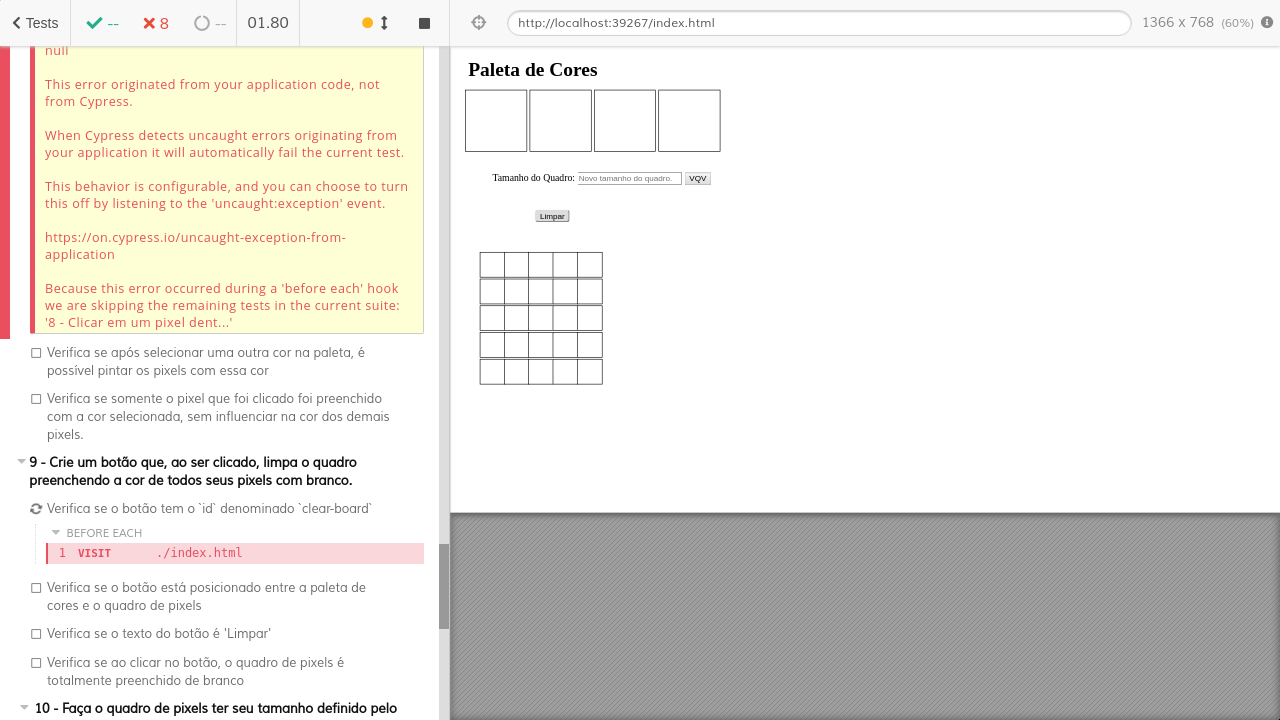 Tests
--
8
--
01.80
http://localhost:39267/index.html
1366 x 768 (60%)
null
This error originated from your application code, not
from Cypress.
When Cypress detects uncaught errors originating from
your application it will automatically fail the current test.
This behavior is configurable, and you can choose to turn
this off by listening to the 'uncaught:exception' event.
https://on.cypress.io/uncaught-exception-from-
application
Because this error occurred during a 'before each' hook
we are skipping the remaining tests in the current suite:
'8 - Clicar em um pixel dent...'
Verifica se após selecionar uma outra cor na paleta, é
possível pintar os pixels com essa cor
Verifica se somente o pixel que foi clicado foi preenchido
com a cor selecionada, sem influenciar na cor dos demais
pixels.
9 - Crie um botão que, ao ser clicado, limpa o quadro
preenchendo a cor de todos seus pixels com branco.
Verifica se o botão tem o `id` denominado `clear-board`
BEFORE EACH
1 VISIT ./index.html
Verifica se o botão está posicionado entre a paleta de
cores e o quadro de pixels
Verifica se o texto do botão é 'Limpar'
Verifica se ao clicar no botão, o quadro de pixels é
totalmente preenchido de branco
10 - Faça o quadro de pixels ter seu tamanho definido pelo
Paleta de Cores
Tamanho do Quadro: Novo tamanho do quadro. VQV
Limpar